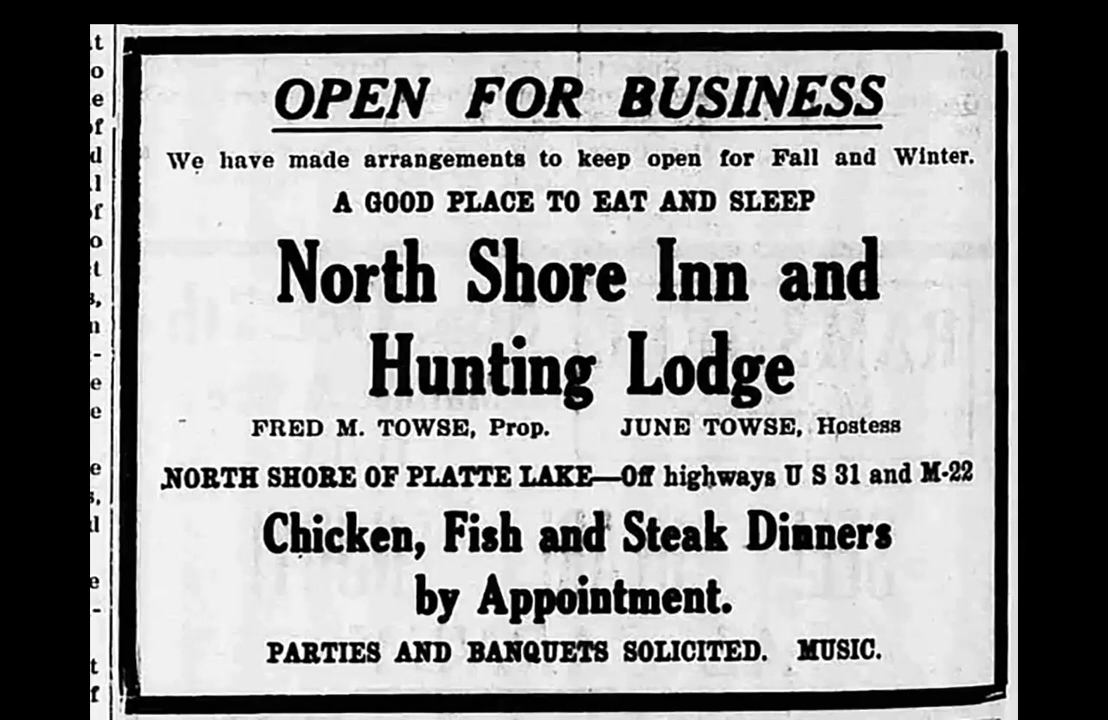 OPEN FOR BUSINESS
We have made arrangements to keep open for Fall and Winter.
A GOOD PLACE TO EAT AND SLEEP
North Shore Inn and
Hunting Lodge
FRED M. TOWSE, Prop. JUNE TOWSE, Hostess
NORTH SHORE OF PLATTE LAKE—Off highways U S 31 and M-22
Chicken, Fish and Steak Dinners
by Appointment.
PARTIES AND BANQUETS SOLICITED. MUSIC.